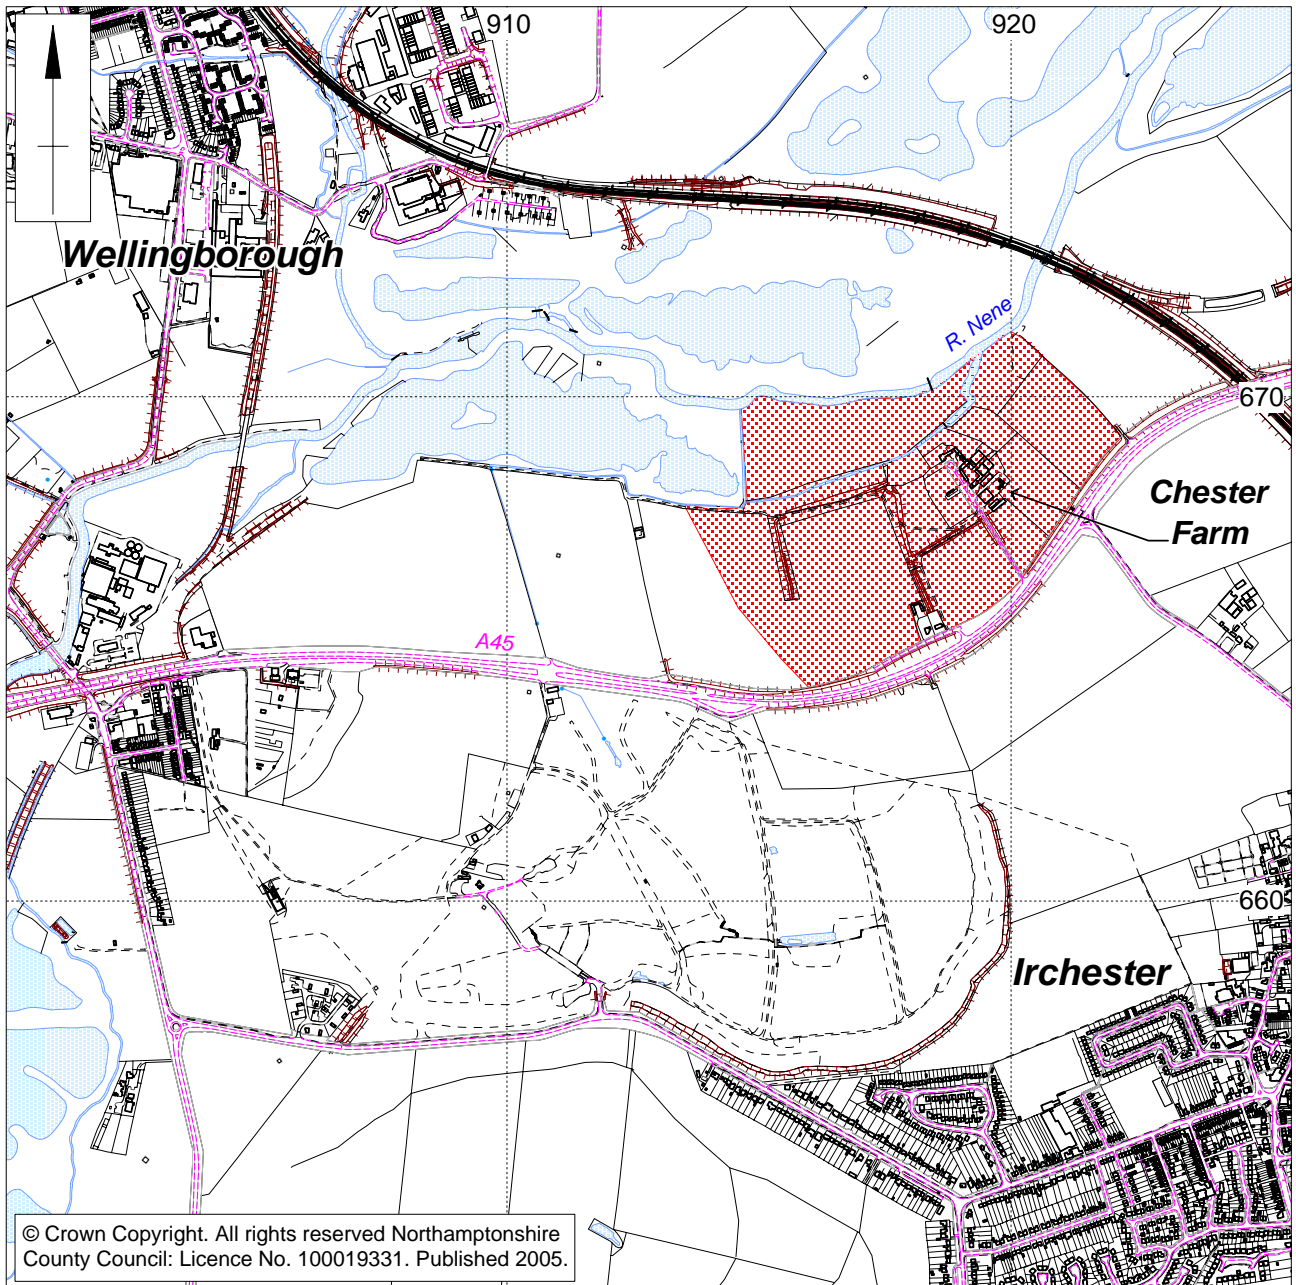 910
920
Wellingborough
R. Nene
670
Chester
Farm
A45
660
Irchester
© Crown Copyright. All rights reserved Northamptonshire
County Council: Licence No. 100019331. Published 2005.